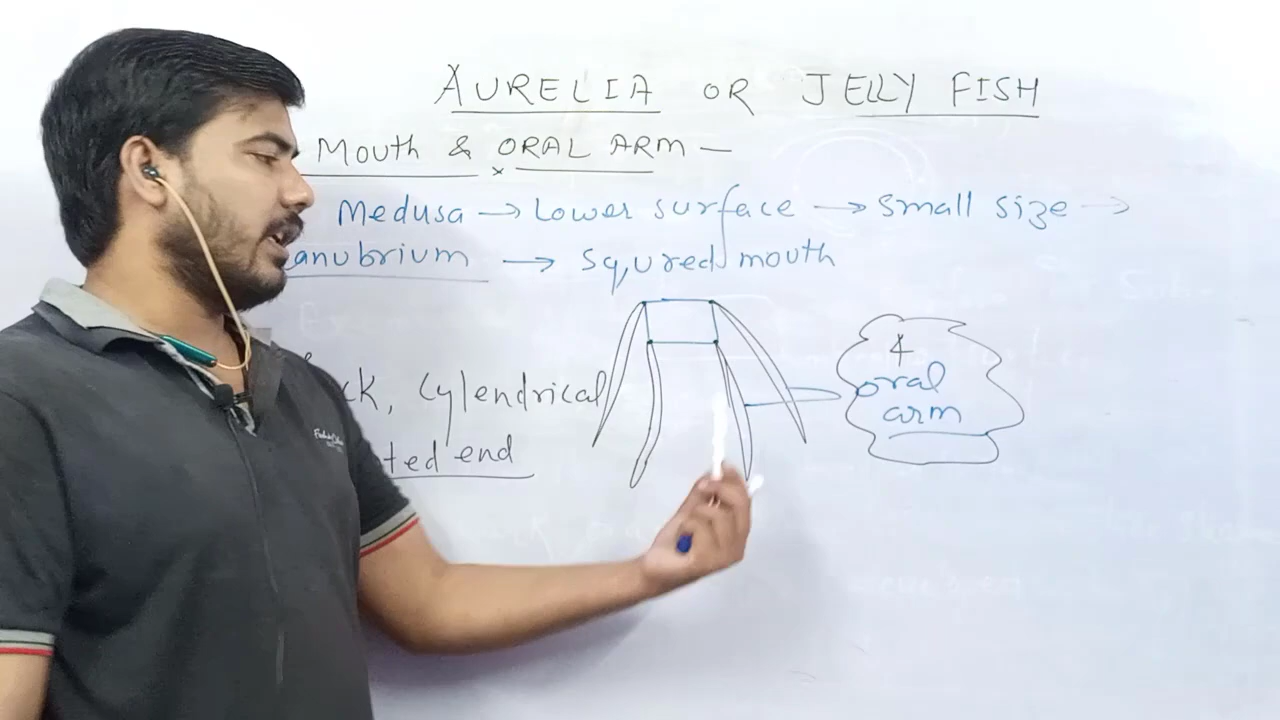 AURELIA OR JELLY FISH
MOUTH & ORAL ARM —
Medusa → Lower surface → Small size →
anubrium → Squred mouth
ck, Cylendrical
ted end
4
oral
arm